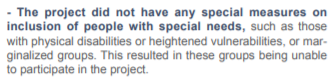 - The project did not have any special measures on
inclusion of people with special needs, such as those
with physical disabilities or heightened vulnerabilities, or mar-
ginalized groups. This resulted in these groups being unable
to participate in the project.